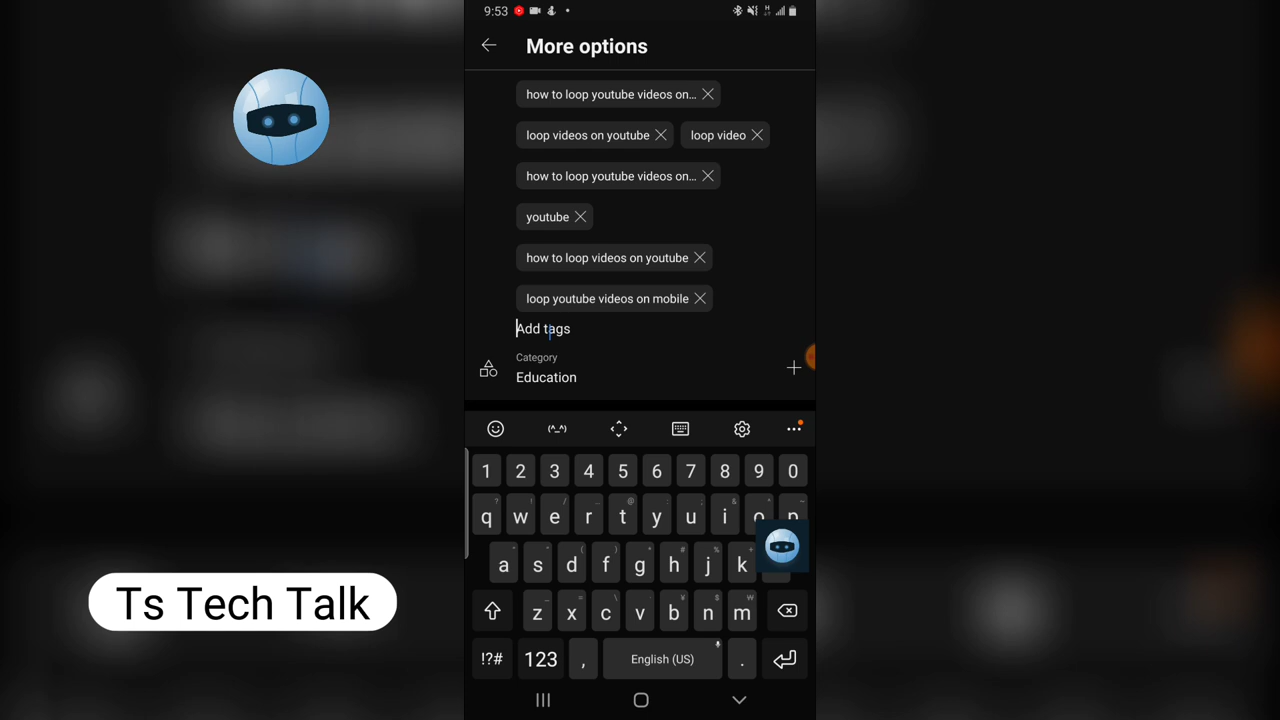 9:53
More options
how to loop youtube videos on...
loop videos on youtube loop video
how to loop youtube videos on...
youtube
how to loop videos on youtube
loop youtube videos on mobile
Add tags
Category
Education
(^_^)
1 2 3 4 5 6 7 8 9 0
q w e r t y u i o p
a s d f g h j k
z x c v b n m
!?# 123 , English (US) .
Ts Tech Talk